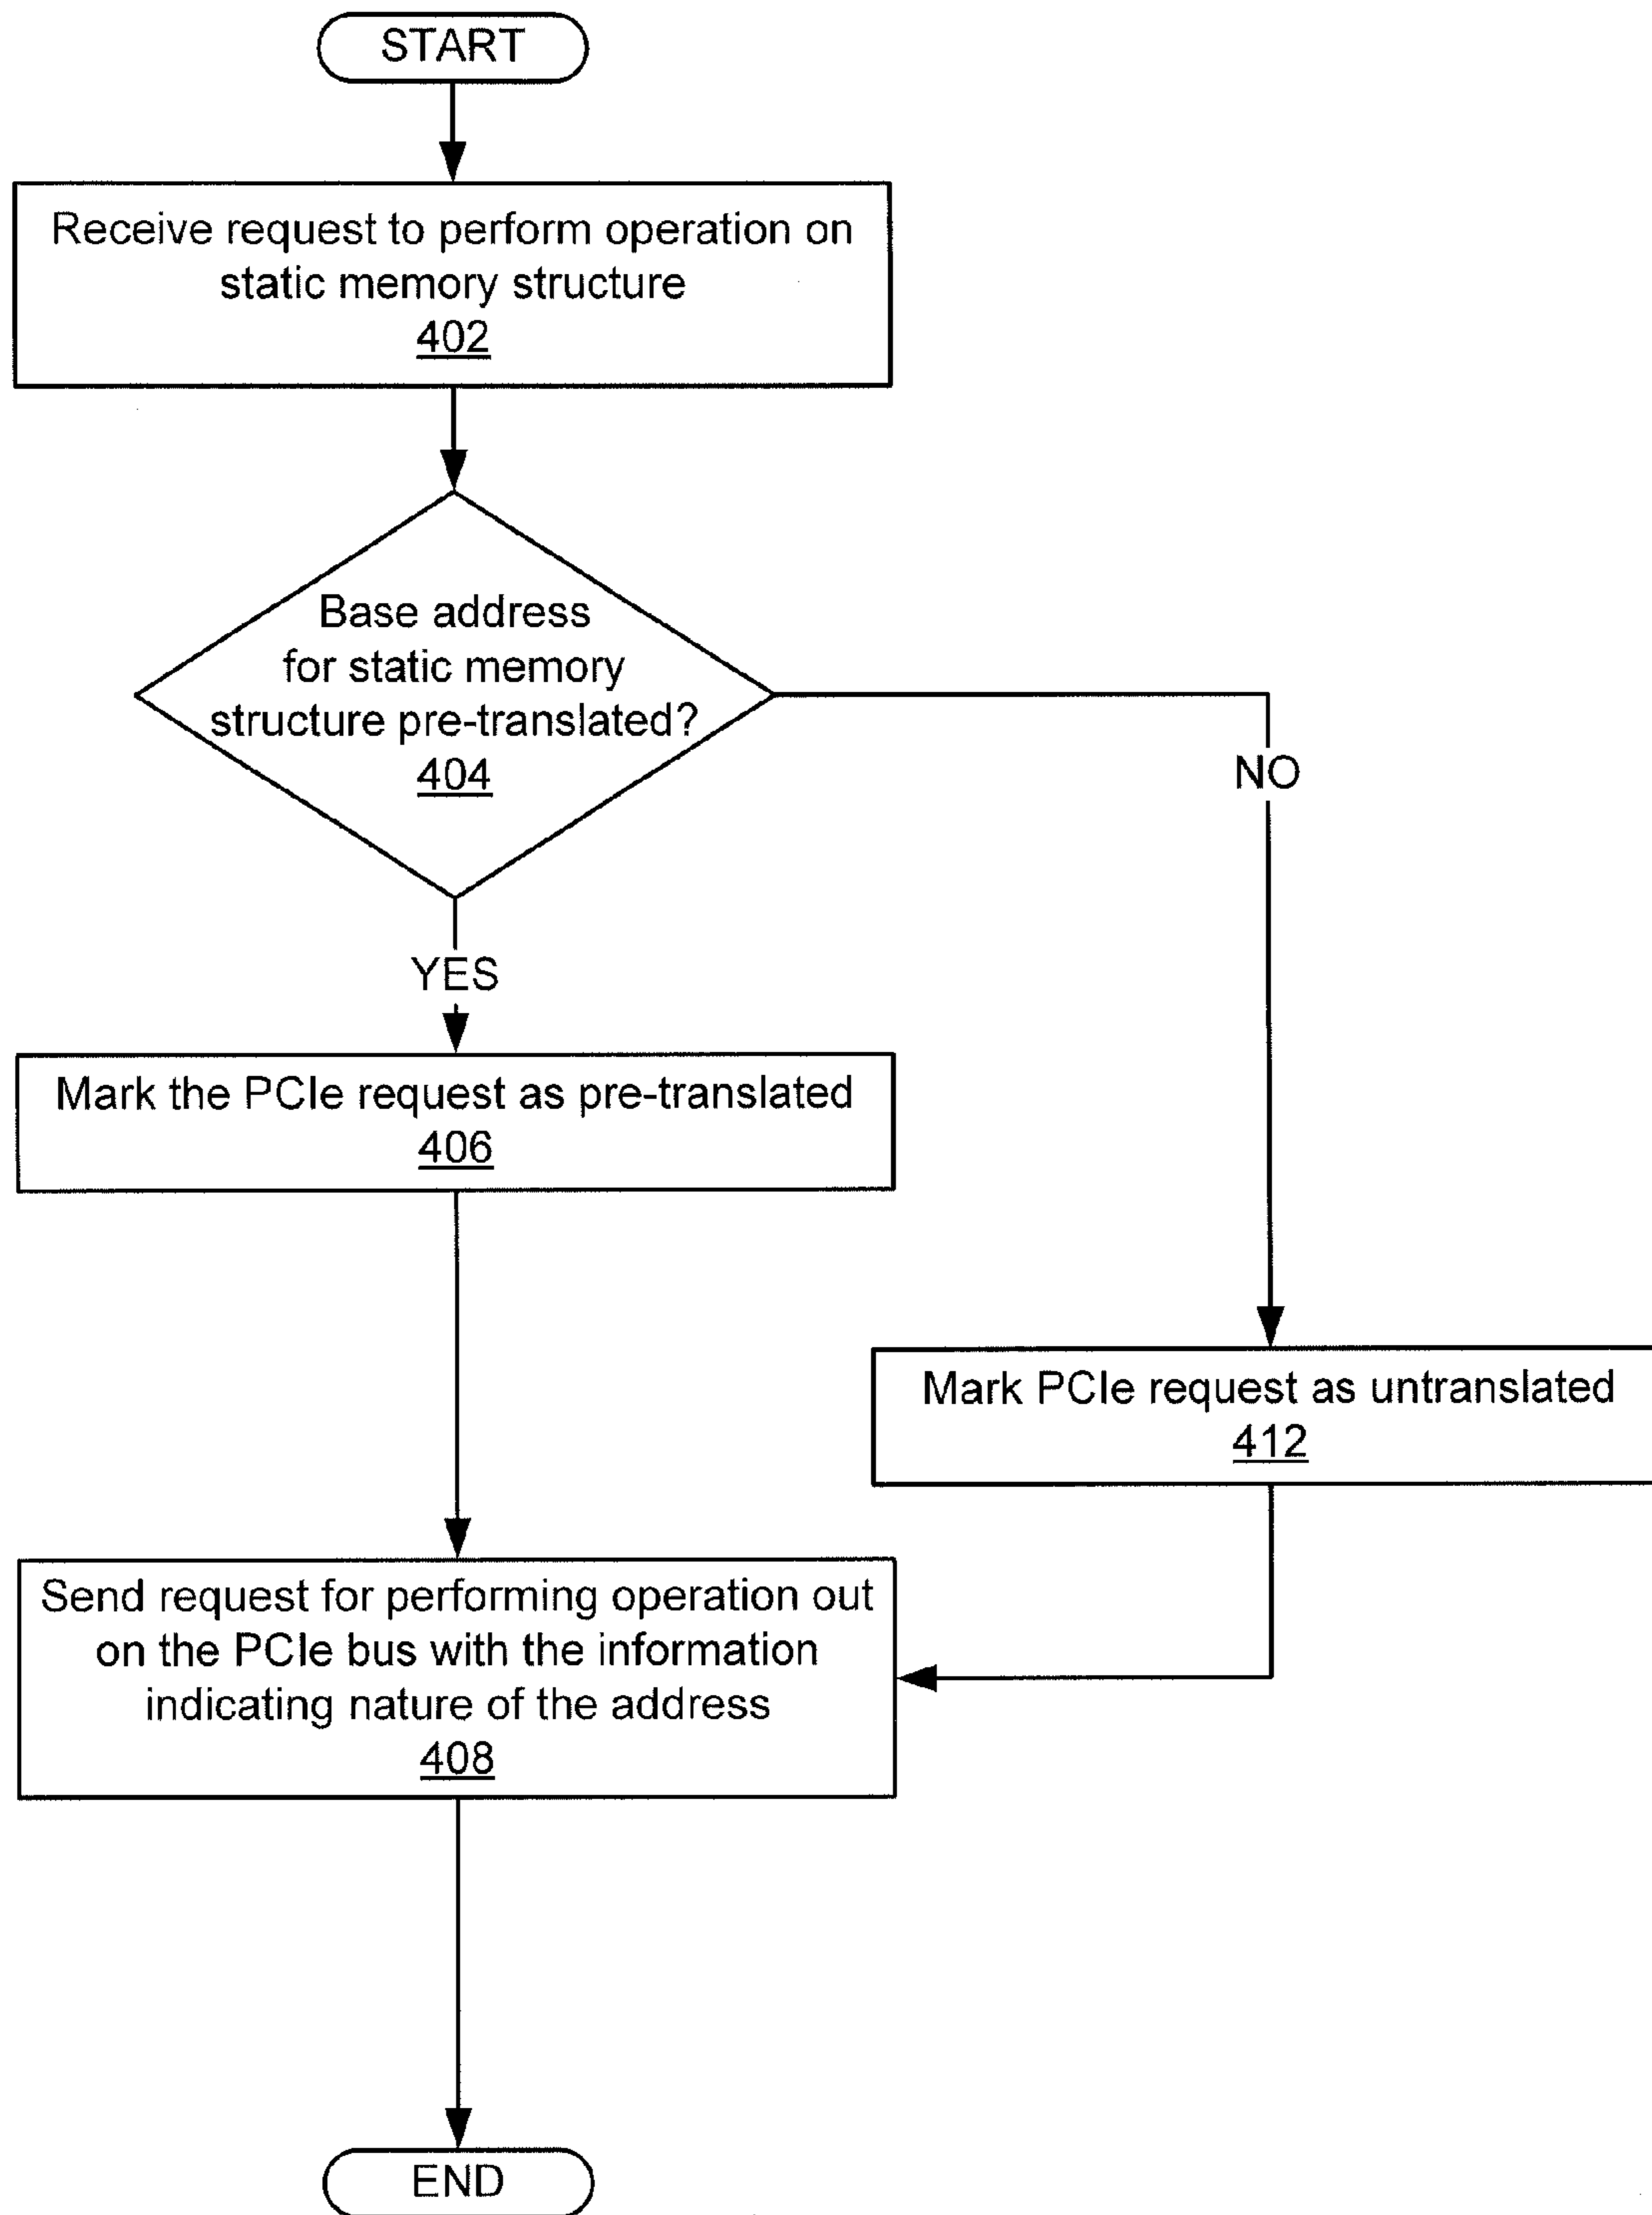 START
Receive request to perform operation on
static memory structure
402
Base address
for static memory
structure pre-translated?
404
NO
YES
Mark the PCIe request as pre-translated
406
Mark PCIe request as untranslated
412
Send request for performing operation out
on the PCIe bus with the information
indicating nature of the address
408
END